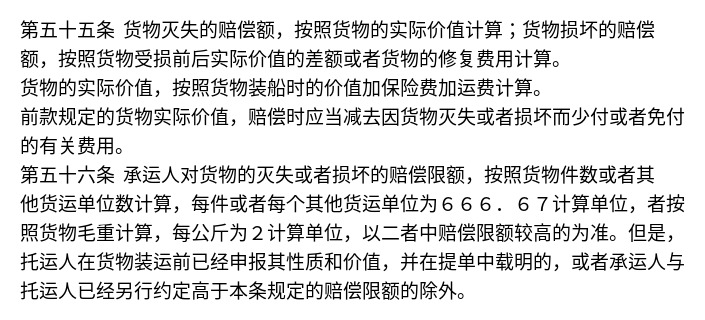 第五十五条 货物灭失的赔偿额，按照货物的实际价值计算；货物损坏的赔偿
额，按照货物受损前后实际价值的差额或者货物的修复费用计算。
货物的实际价值，按照货物装船时的价值加保险费加运费计算。
前款规定的货物实际价值，赔偿时应当减去因货物灭失或者损坏而少付或者免付
的有关费用。
第五十六条 承运人对货物的灭失或者损坏的赔偿限额，按照货物件数或者其
他货运单位数计算，每件或者每个其他货运单位为６６６．６７计算单位，者按
照货物毛重计算，每公斤为２计算单位，以二者中赔偿限额较高的为准。但是，
托运人在货物装运前已经申报其性质和价值，并在提单中载明的，或者承运人与
托运人已经另行约定高于本条规定的赔偿限额的除外。